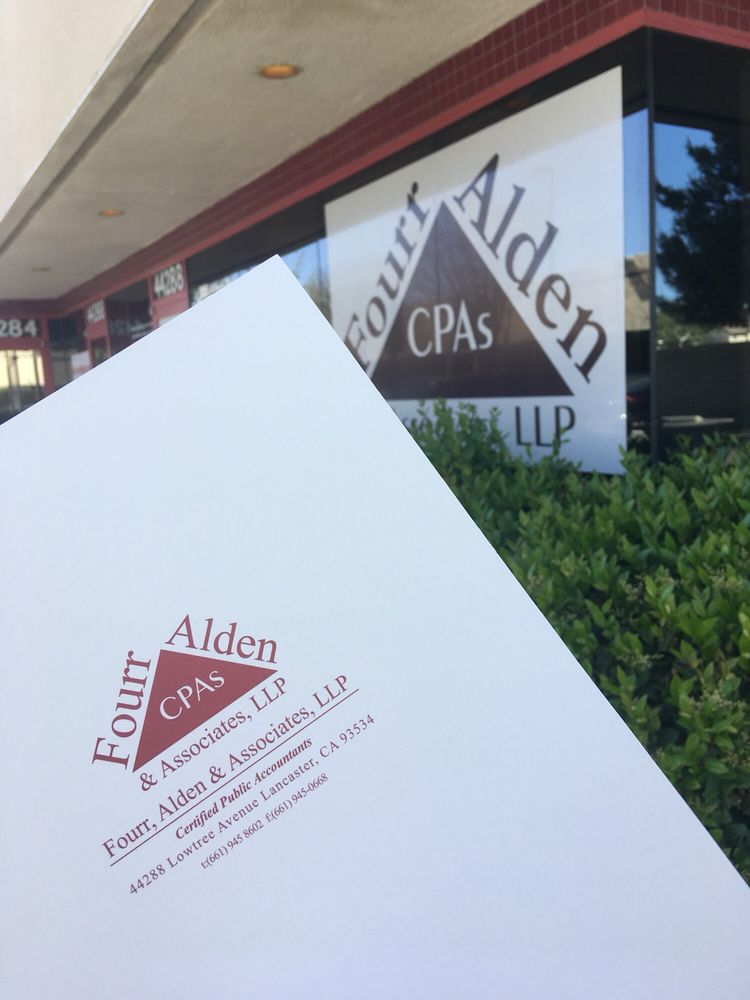 284
44288
Fourr Alden
CPAs
LLP
Fourr Alden
CPAs
& Associates, LLP
Fourr, Alden & Associates, LLP
Certified Public Accountants
44288 Lowtree Avenue Lancaster, CA 93534
t:(661) 945 8602 f:(661) 945-0668